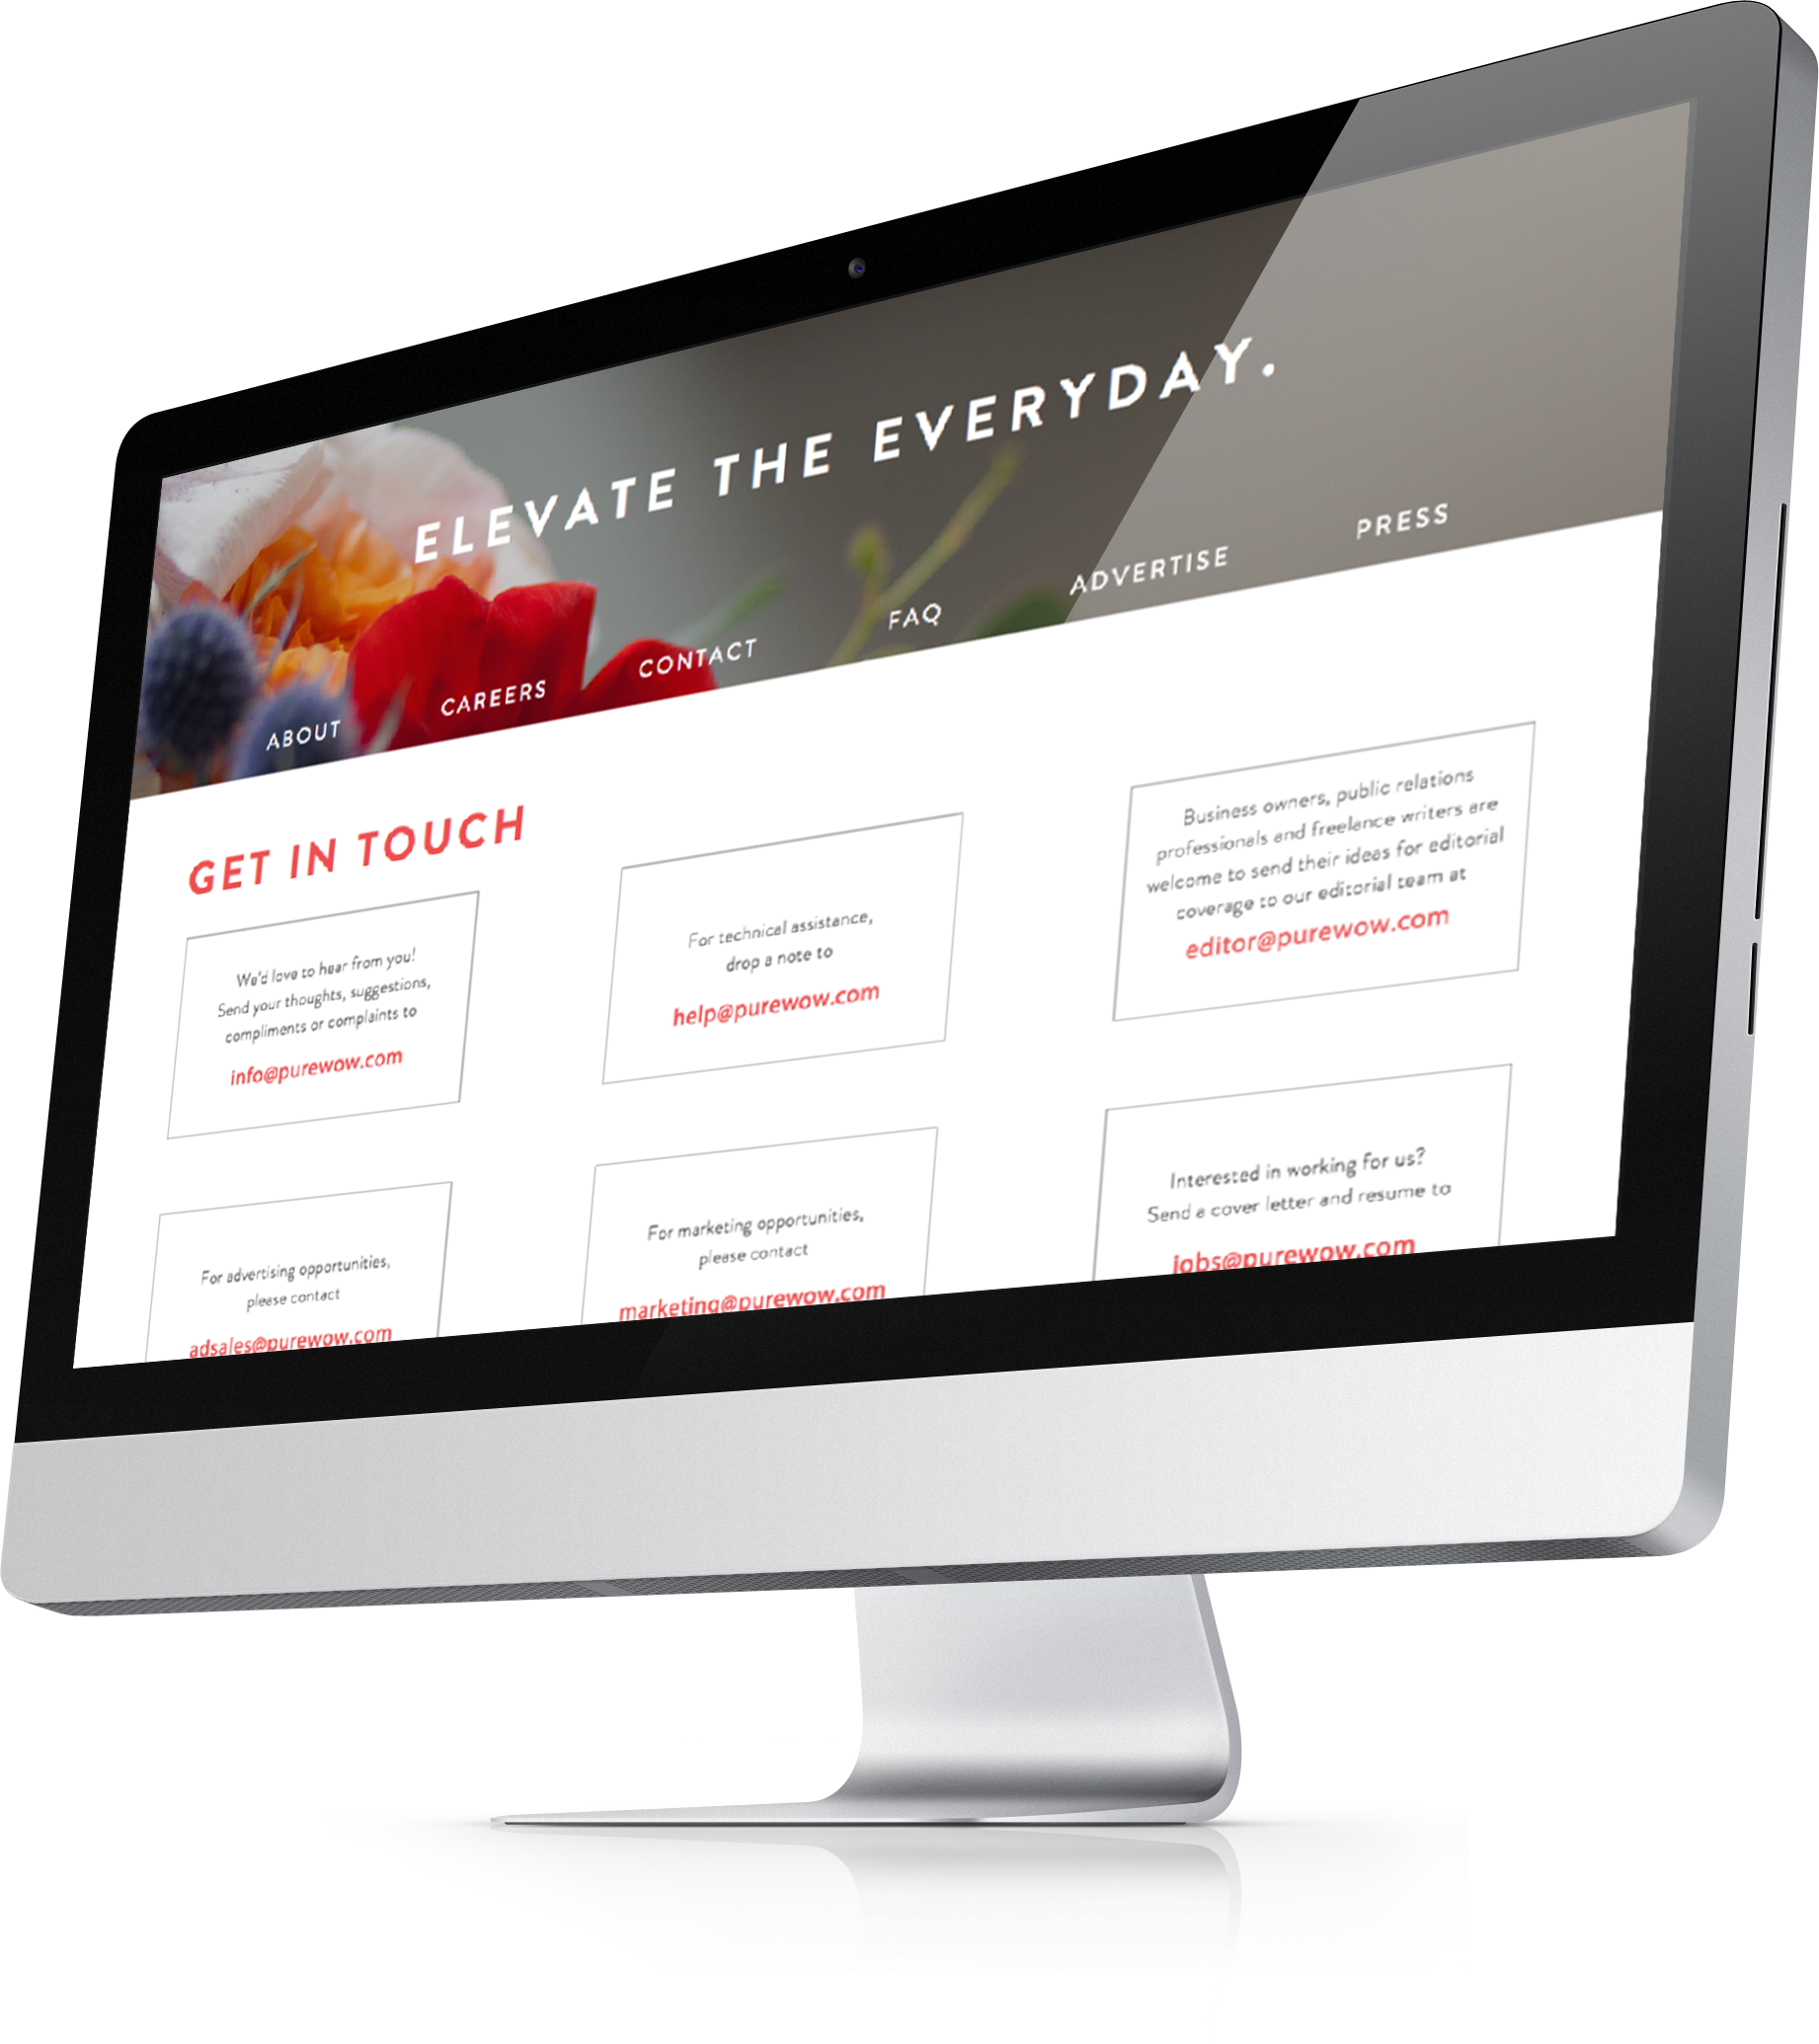 ELEVATE THE EVERYDAY.
ABOUT
CAREERS
CONTACT
FAQ
ADVERTISE
PRESS
GET IN TOUCH
We'd love to hear from you!
Send your thoughts, suggestions,
compliments or complaints to
info@purewow.com
For technical assistance,
drop a note to
help@purewow.com
Business owners, public relations
professionals and freelance writers are
welcome to send their ideas for editorial
coverage to our editorial team at
editor@purewow.com
For advertising opportunities,
please contact
adsales@purewow.com
For marketing opportunities,
please contact
marketing@purewow.com
Interested in working for us?
Send a cover letter and resume to
jobs@purewow.com